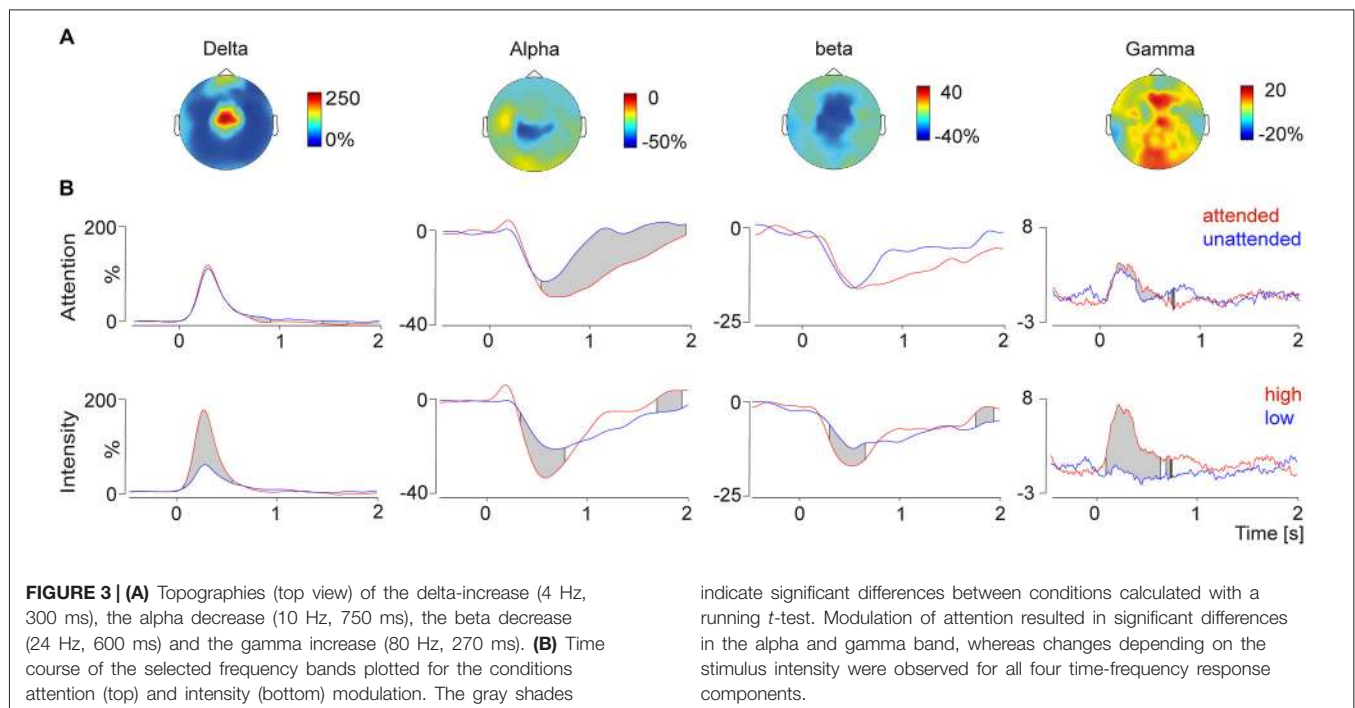 A
Delta
Alpha
beta
Gamma
250
0%
0
-50%
40
-40%
20
-20%
B
Attention
%
200
0
0
1
2
0
-40
0
1
2
0
-25
0
1
2
attended
unattended
8
-3
0
1
2
Intensity
%
200
0
0
1
2
0
-40
0
1
2
0
-25
0
1
2
high
low
8
-3
0
1
2
Time [s]
FIGURE 3 | (A) Topographies (top view) of the delta-increase (4 Hz,
300 ms), the alpha decrease (10 Hz, 750 ms), the beta decrease
(24 Hz, 600 ms) and the gamma increase (80 Hz, 270 ms). (B) Time
course of the selected frequency bands plotted for the conditions
attention (top) and intensity (bottom) modulation. The gray shades
indicate significant differences between conditions calculated with a
running t-test. Modulation of attention resulted in significant differences
in the alpha and gamma band, whereas changes depending on the
stimulus intensity were observed for all four time-frequency response
components.